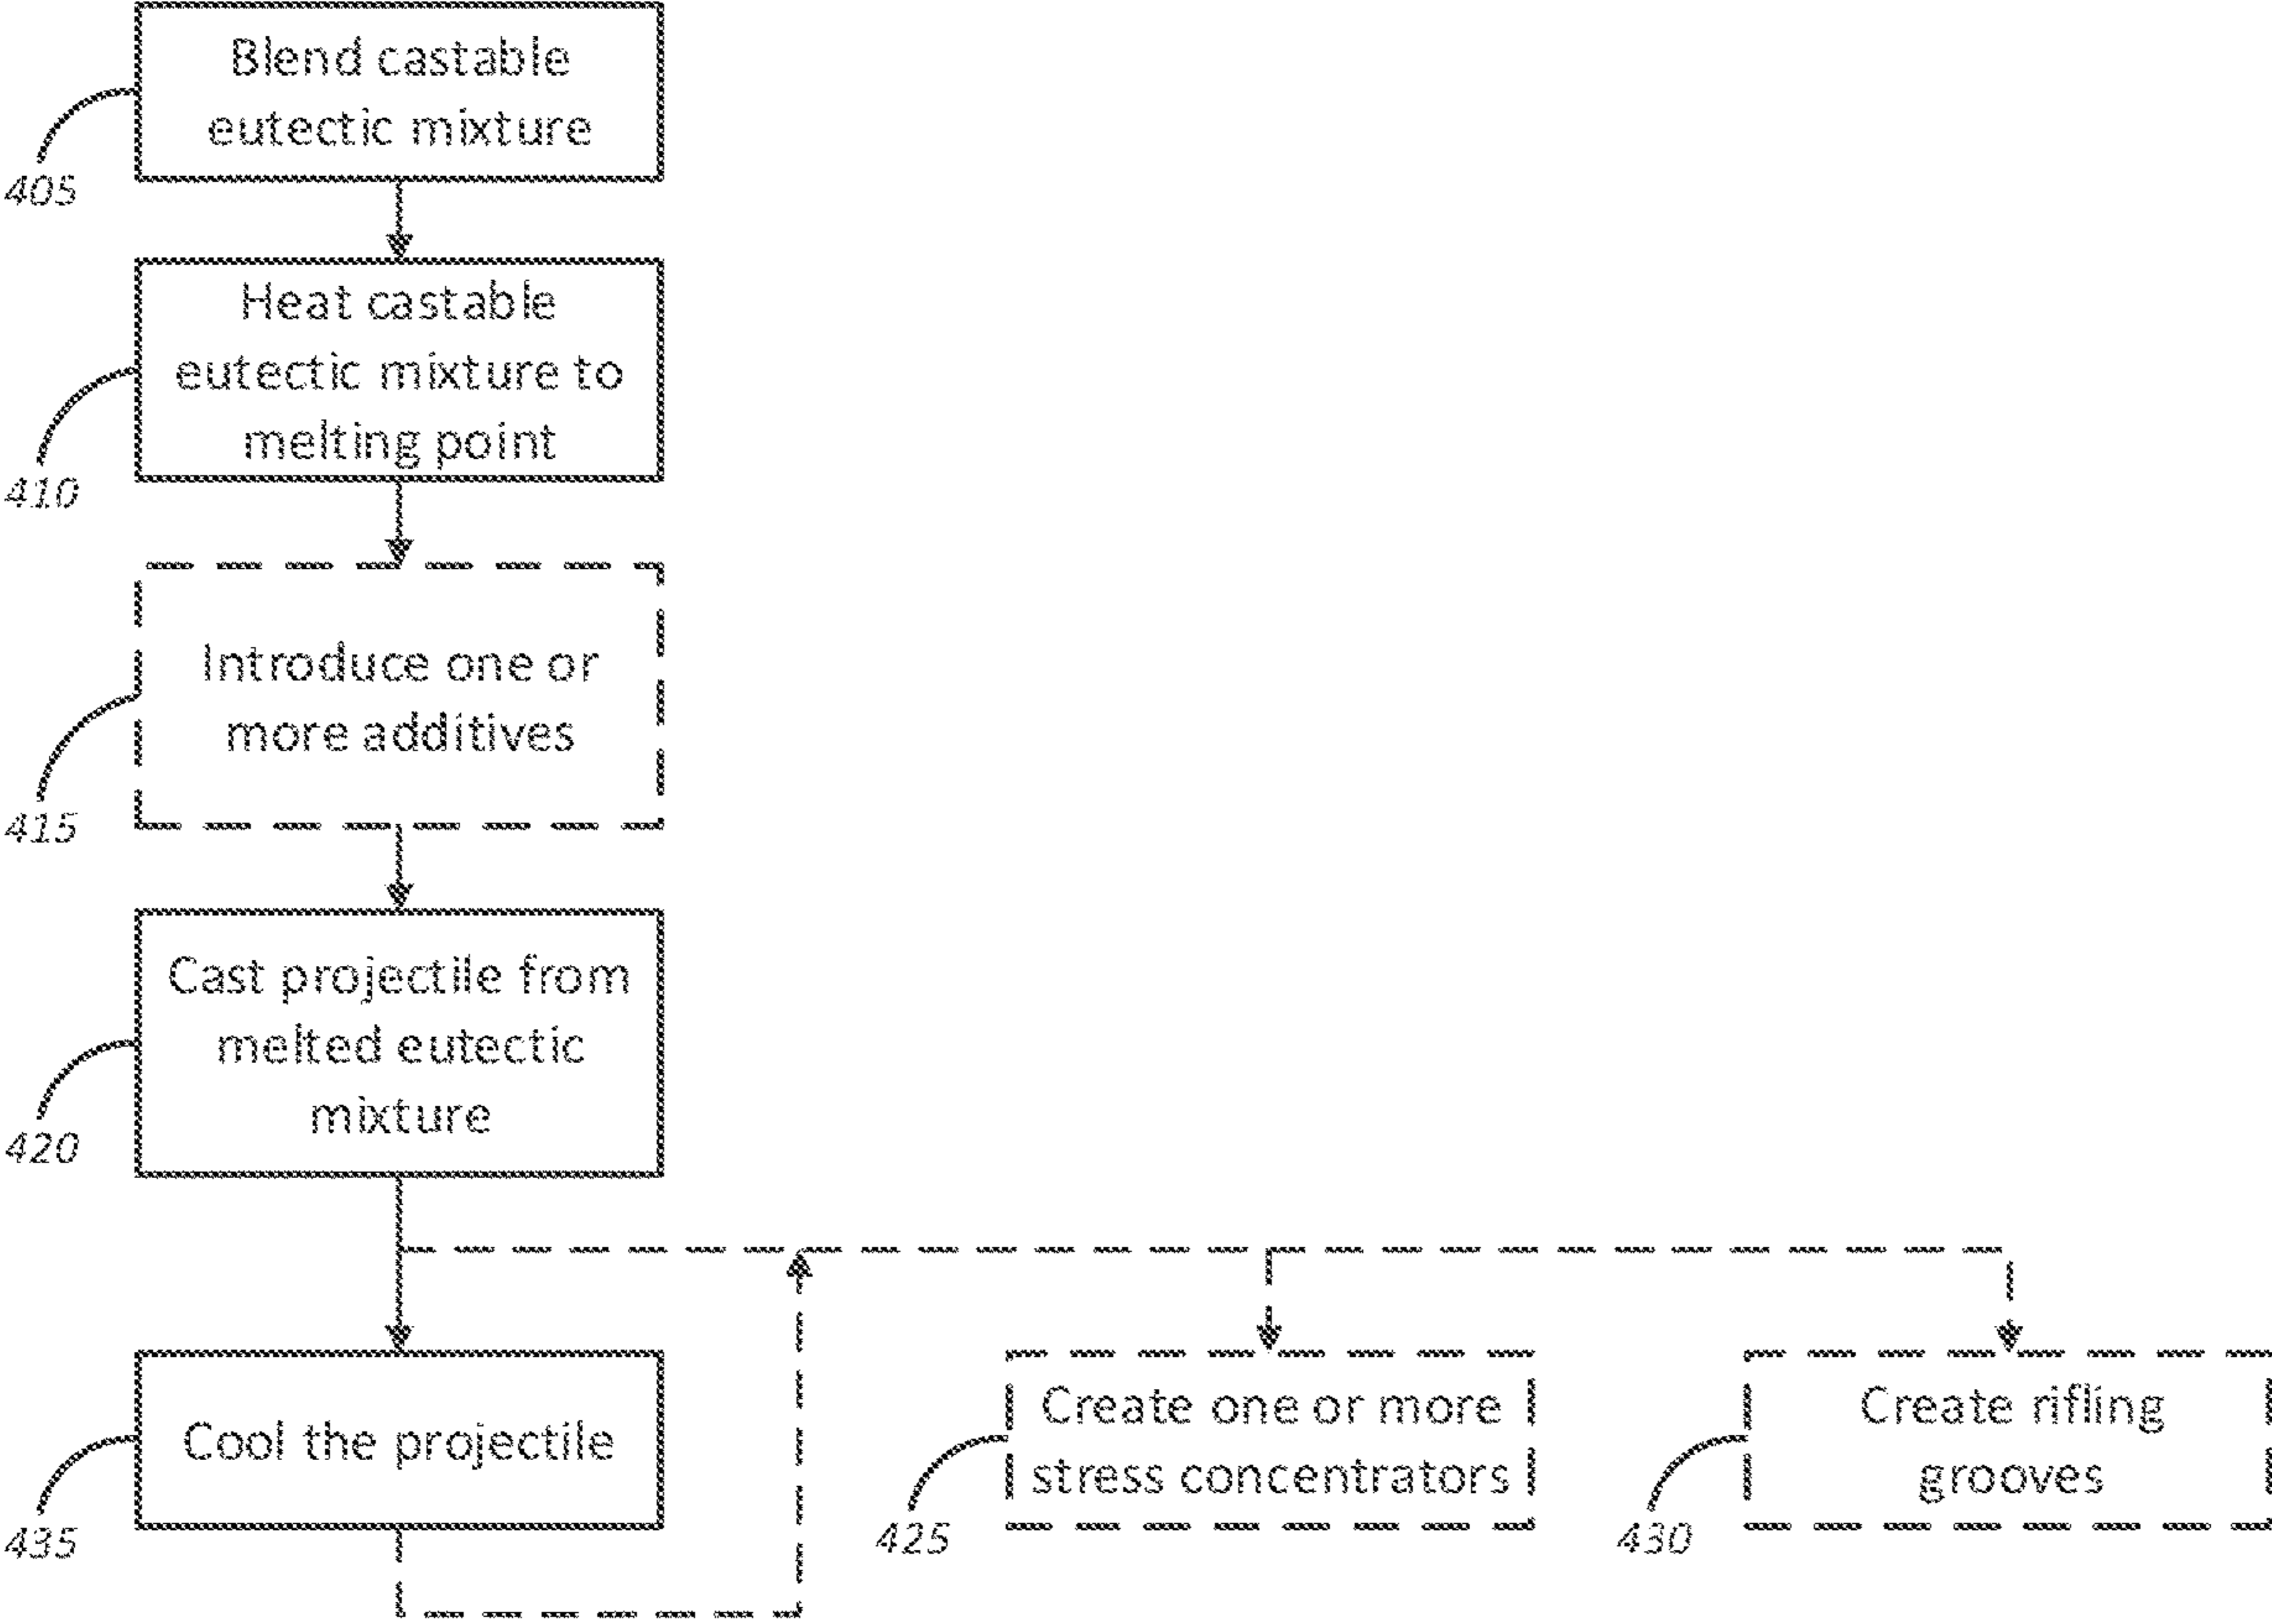 Blend castable
eutectic mixture
405
Heat castable
eutectic mixture to
melting point
410
Introduce one or
more additives
415
Cast projectile from
melted eutectic
mixture
420
Cool the projectile
435
Create one or more
stress concentrators
425
Create rifling
grooves
430